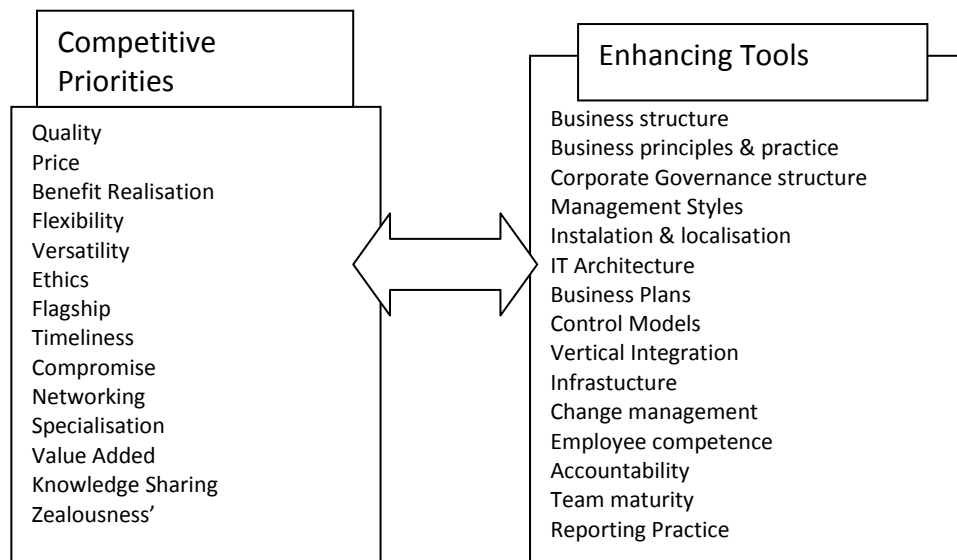 Competitive
Priorities
Quality
Price
Benefit Realisation
Flexibility
Versatility
Ethics
Flagship
Timeliness
Compromise
Networking
Specialisation
Value Added
Knowledge Sharing
Zealousness’
Enhancing Tools
Business structure
Business principles & practice
Corporate Governance structure
Management Styles
Instalation & localisation
IT Architecture
Business Plans
Control Models
Vertical Integration
Infrastucture
Change management
Employee competence
Accountability
Team maturity
Reporting Practice